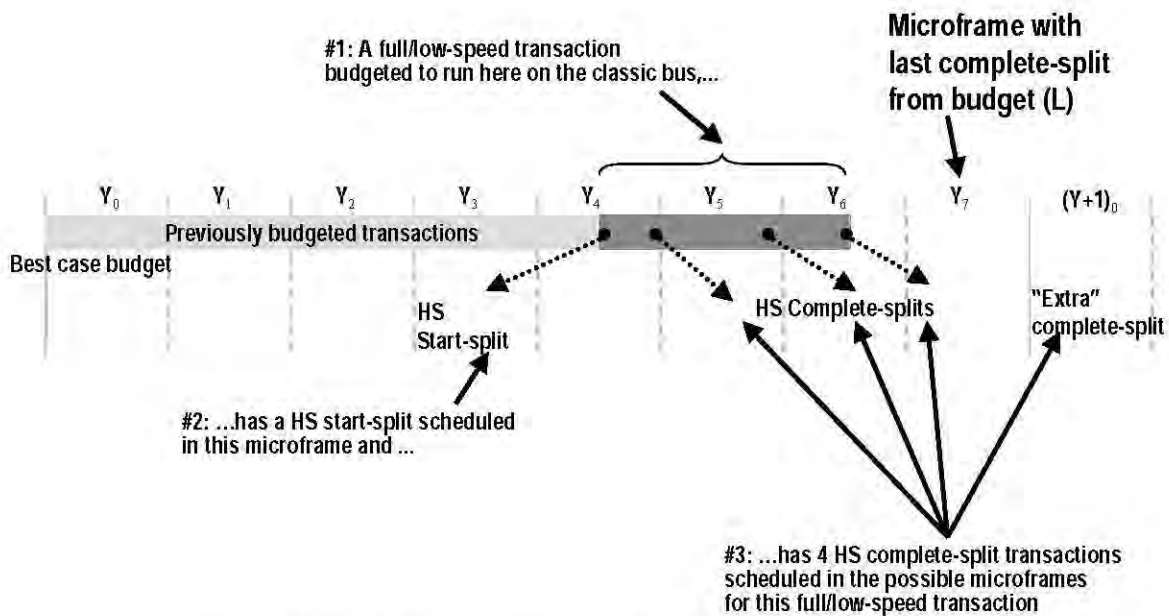 #1: A full/low-speed transaction
budgeted to run here on the classic bus,...
Microframe with
last complete-split
from budget (L)
Y₀ Y₁ Y₂ Y₃ Y₄ Y₅ Y₆ Y₇ (Y+1)₀
Previously budgeted transactions
Best case budget
HS
Start-split
HS Complete-splits
"Extra"
complete-split
#2: ...has a HS start-split scheduled
in this microframe and ...
#3: ...has 4 HS complete-split transactions
scheduled in the possible microframes
for this full/low-speed transaction